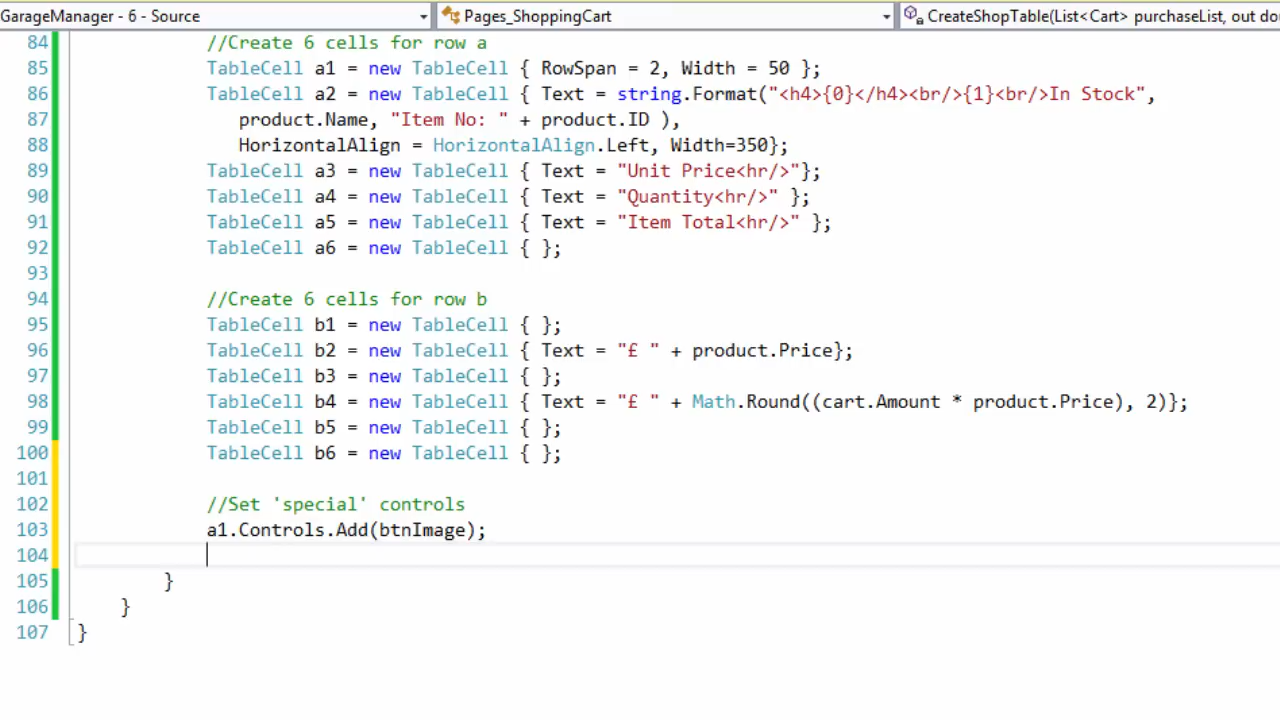 GarageManager - 6 - Source
Pages_ShoppingCart
CreateShopTable(List<Cart> purchaseList, out do
84 //Create 6 cells for row a
85 TableCell a1 = new TableCell { RowSpan = 2, Width = 50 };
86 TableCell a2 = new TableCell { Text = string.Format("<h4>{0}</h4><br/>{1}<br/>In Stock",
87 product.Name, "Item No: " + product.ID ),
88 HorizontalAlign = HorizontalAlign.Left, Width=350};
89 TableCell a3 = new TableCell { Text = "Unit Price<hr/>"};
90 TableCell a4 = new TableCell { Text = "Quantity<hr/>" };
91 TableCell a5 = new TableCell { Text = "Item Total<hr/>" };
92 TableCell a6 = new TableCell { };
93
94 //Create 6 cells for row b
95 TableCell b1 = new TableCell { };
96 TableCell b2 = new TableCell { Text = "£ " + product.Price};
97 TableCell b3 = new TableCell { };
98 TableCell b4 = new TableCell { Text = "£ " + Math.Round((cart.Amount * product.Price), 2)};
99 TableCell b5 = new TableCell { };
100 TableCell b6 = new TableCell { };
101
102 //Set 'special' controls
103 a1.Controls.Add(btnImage);
104
105 }
106 }
107 }